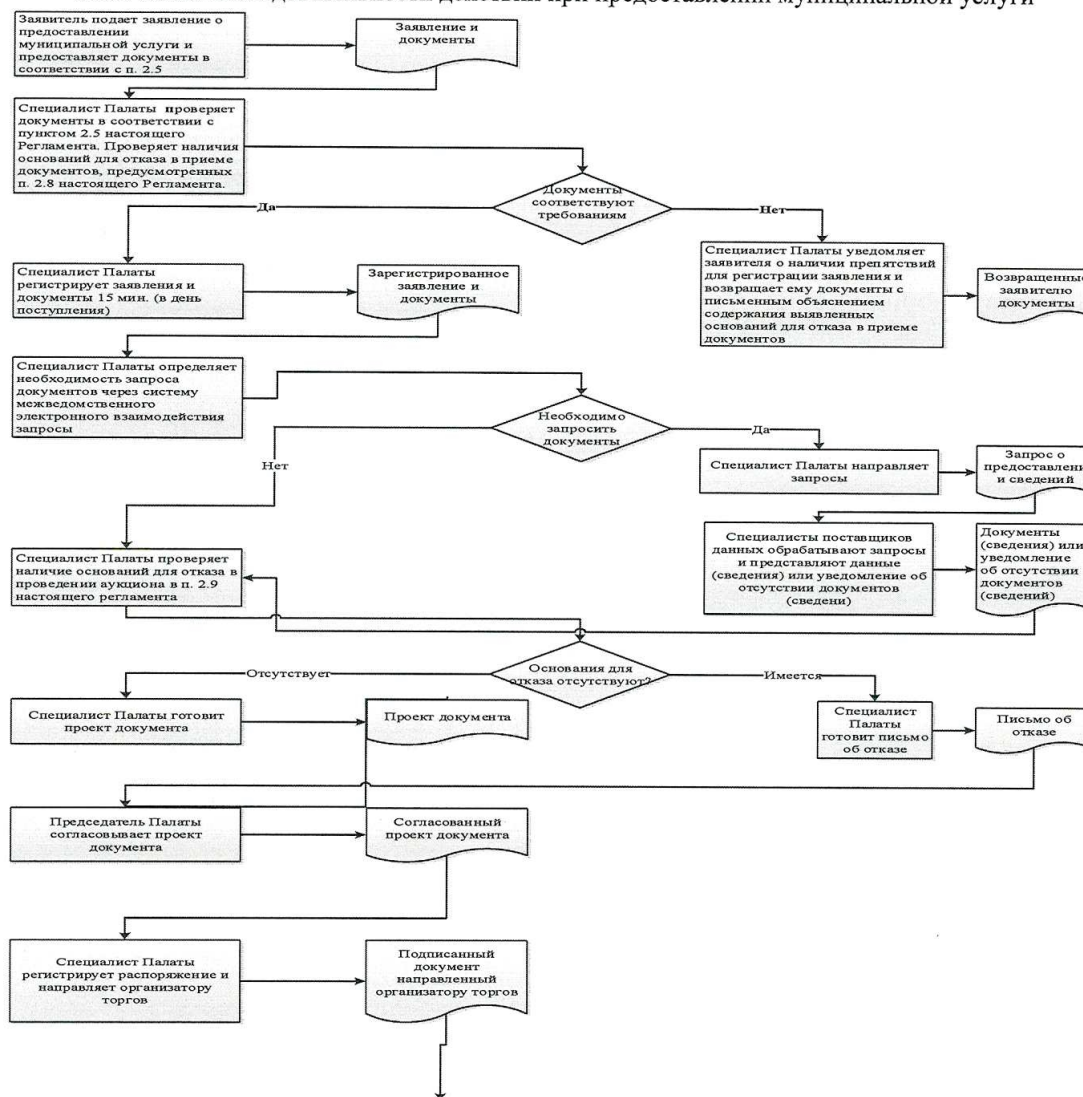 действий при предоставлении муниципальной услуги
Заявитель подает заявление о
предоставлении
муниципальной услуги и
предоставляет документы в
соответствии с п. 2.5
Заявление и
документы
Специалист Палаты проверяет
документы в соответствии с
пунктом 2.5 настоящего
Регламента. Проверяет наличия
оснований для отказа в приеме
документов, предусмотренных
п. 2.8 настоящего Регламента.
Документы
соответствуют
требованиям
Да
Нет
Специалист Палаты
регистрирует заявления и
документы 15 мин. (в день
поступления)
Зарегистрированное
заявление и
документы
Специалист Палаты уведомляет
заявителя о наличии препятствий
для регистрации заявления и
возвращает ему документы с
письменным объяснением
содержания выявленных
оснований для отказа в приеме
документов
Возвращенные
заявителю
документы
Специалист Палаты определяет
необходимость запроса
документов через систему
межведомственного
электронного взаимодействия
запросы
Необходимо
запросить
документы
Нет
Да
Специалист Палаты направляет
запросы
Запрос о
предоставлени
и сведений
Специалист Палаты проверяет
наличие оснований для отказа в
проведении аукциона в п. 2.9
настоящего регламента
Специалисты поставщиков
данных обрабатывают запросы
и представляют данные
(сведения) или уведомление об
отсутствии документов
(сведени)
Документы
(сведения) или
уведомление
об отсутствии
документов
(сведений)
Основания для
отказа отсутствуют?
Отсутствует
Имеется
Специалист Палаты готовит
проект документа
Проект документа
Специалист
Палаты
готовит письмо
об отказе
Письмо об
отказе
Председатель Палаты
согласовывает проект
документа
Согласованный
проект документа
Специалист Палаты
регистрирует распоряжение и
направляет организатору
торгов
Подписанный
документ
направленный
организатору торгов